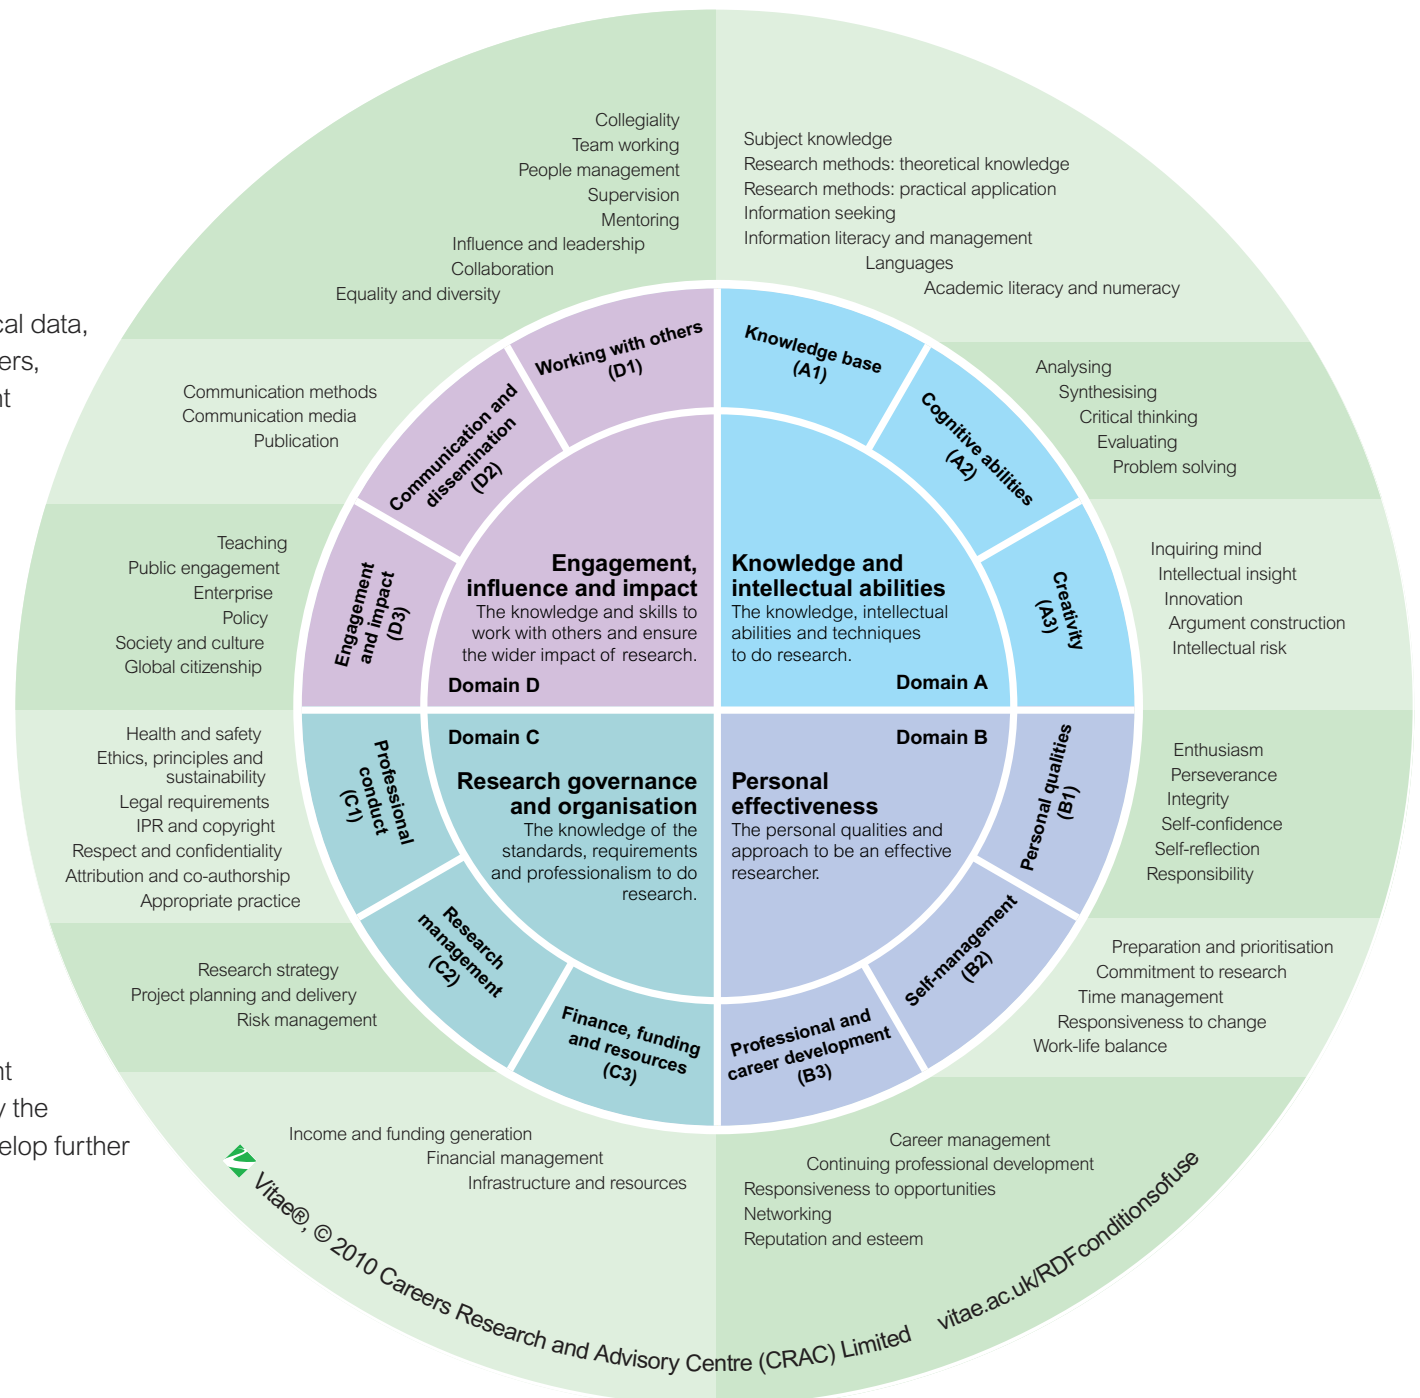 cal data,
ers,
nt
nt
y the
elop further
Collegiality
Team working
People management
Supervision
Mentoring
Influence and leadership
Collaboration
Equality and diversity
Subject knowledge
Research methods: theoretical knowledge
Research methods: practical application
Information seeking
Information literacy and management
Languages
Academic literacy and numeracy
Communication methods
Communication media
Publication
Analysing
Synthesising
Critical thinking
Evaluating
Problem solving
Teaching
Public engagement
Enterprise
Policy
Society and culture
Global citizenship
Inquiring mind
Intellectual insight
Innovation
Argument construction
Intellectual risk
Health and safety
Ethics, principles and
sustainability
Legal requirements
IPR and copyright
Respect and confidentiality
Attribution and co-authorship
Appropriate practice
Enthusiasm
Perseverance
Integrity
Self-confidence
Self-reflection
Responsibility
Research strategy
Project planning and delivery
Risk management
Preparation and prioritisation
Commitment to research
Time management
Responsiveness to change
Work-life balance
Income and funding generation
Financial management
Infrastructure and resources
Career management
Continuing professional development
Responsiveness to opportunities
Networking
Reputation and esteem
Working with others
(D1)
Knowledge base
(A1)
Communication and
dissemination
(D2)
Cognitive abilities
(A2)
Engagement
and impact
(D3)
Creativity
(A3)
Professional
conduct
(C1)
Personal qualities
(B1)
Research
management
(C2)
Self-management
(B2)
Finance, funding
and resources
(C3)
Professional and
career development
(B3)
Engagement,
influence and impact
The knowledge and skills to
work with others and ensure
the wider impact of research.
Domain D
Knowledge and
intellectual abilities
The knowledge, intellectual
abilities and techniques
to do research.
Domain A
Domain C
Research governance
and organisation
The knowledge of the
standards, requirements
and professionalism to do
research.
Domain B
Personal
effectiveness
The personal qualities and
approach to be an effective
researcher.
Vitae®, © 2010 Careers Research and Advisory Centre (CRAC) Limited vitae.ac.uk/RDFconditionsofuse